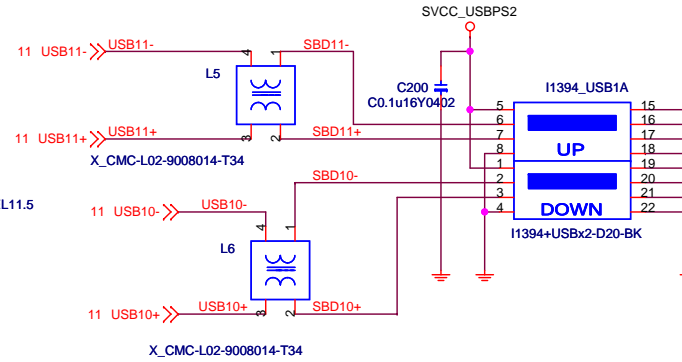 SVCC_USBPS2
11 USB11- USB11- 4 1 SBD11-
L5
C200
C0.1u16Y0402
I1394_USB1A
5 15
6 16
11 USB11+ USB11+ 3 2 SBD11+ 7 17
8 UP 18
X_CMC-L02-9008014-T34
1 19
SBD10- 2 20
3 21
EL11.5
11 USB10- USB10- 4 1
4 DOWN 22
I1394+USBx2-D20-BK
L6
11 USB10+ USB10+ 3 2 SBD10+
X_CMC-L02-9008014-T34